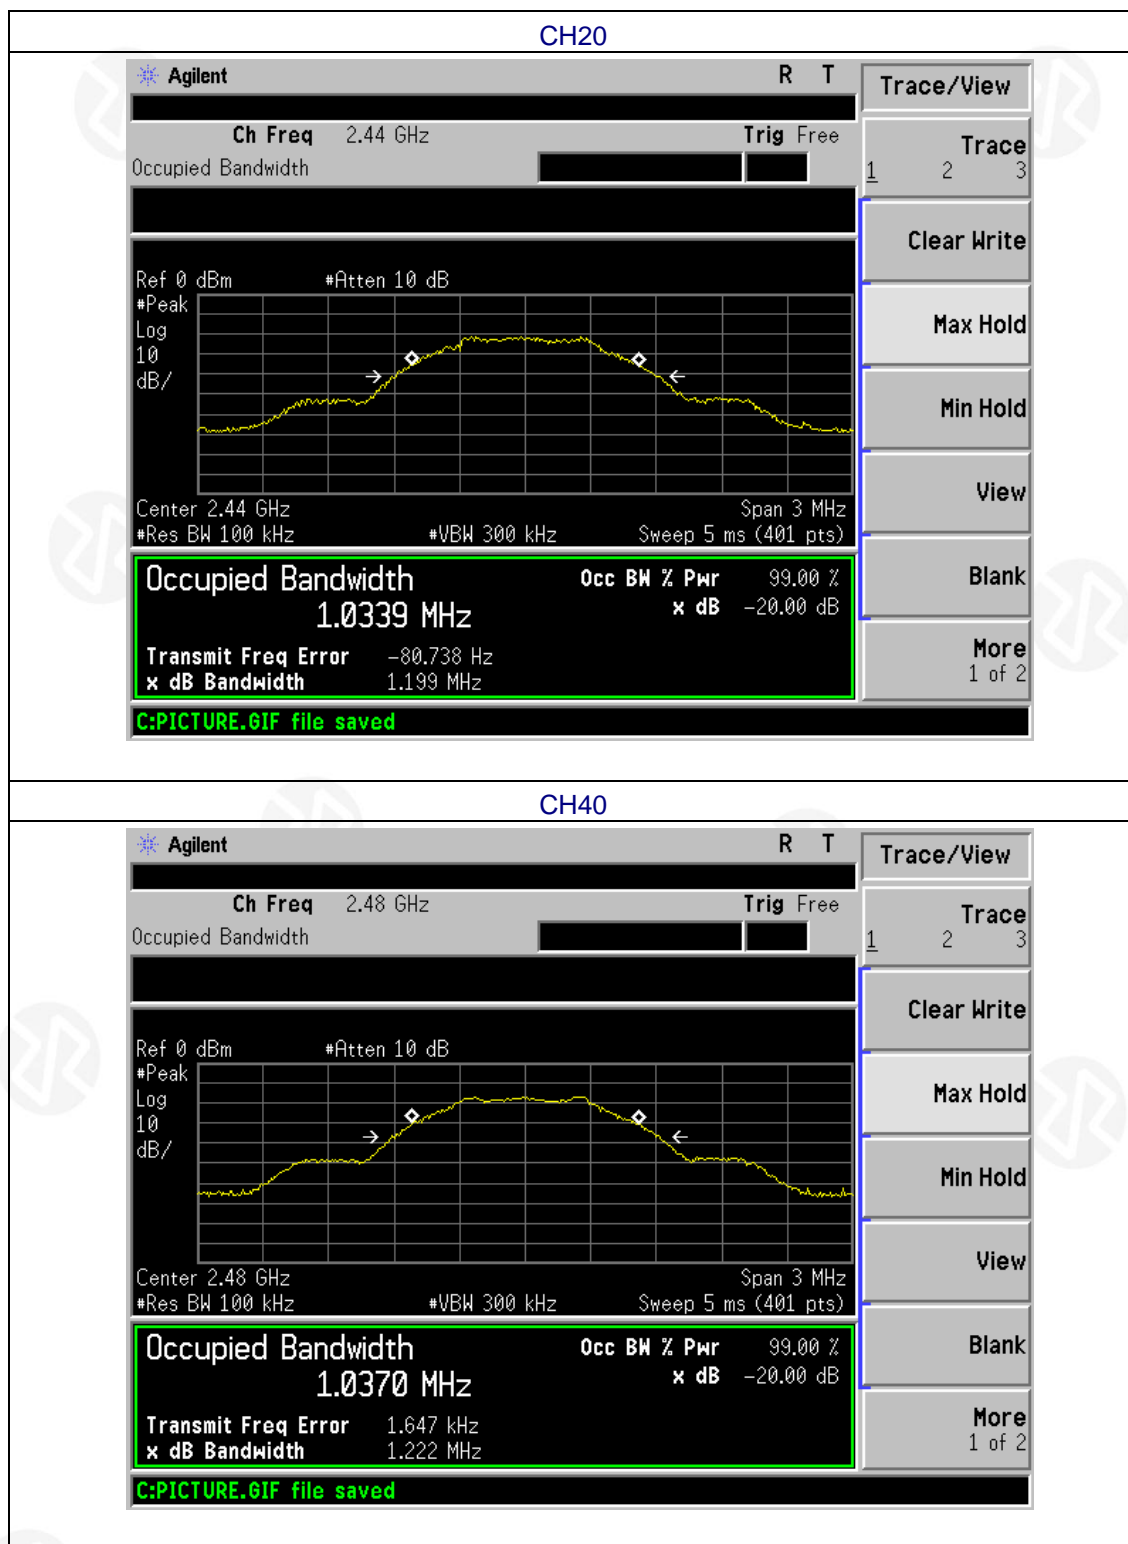 CH20
Agilent R T
Trace/View
Ch Freq 2.44 GHz Trig Free
Occupied Bandwidth
Trace
1 2 3
Clear Write
Ref 0 dBm #Atten 10 dB
#Peak
Log
10
dB/
Max Hold
Min Hold
View
Center 2.44 GHz Span 3 MHz
#Res BW 100 kHz #VBW 300 kHz Sweep 5 ms (401 pts)
Occupied Bandwidth Occ BW % Pwr 99.00 %
1.0339 MHz x dB -20.00 dB
Blank
Transmit Freq Error -80.738 Hz
x dB Bandwidth 1.199 MHz
More
1 of 2
C:PICTURE.GIF file saved
CH40
Agilent R T
Trace/View
Ch Freq 2.48 GHz Trig Free
Occupied Bandwidth
Trace
1 2 3
Clear Write
Ref 0 dBm #Atten 10 dB
#Peak
Log
10
dB/
Max Hold
Min Hold
View
Center 2.48 GHz Span 3 MHz
#Res BW 100 kHz #VBW 300 kHz Sweep 5 ms (401 pts)
Occupied Bandwidth Occ BW % Pwr 99.00 %
1.0370 MHz x dB -20.00 dB
Blank
Transmit Freq Error 1.647 kHz
x dB Bandwidth 1.222 MHz
More
1 of 2
C:PICTURE.GIF file saved